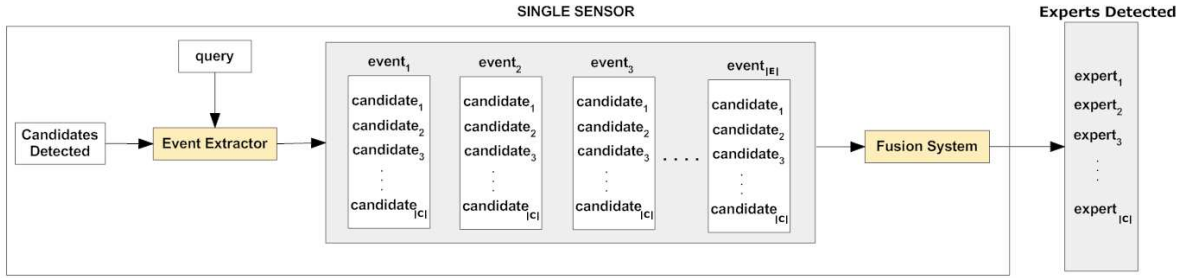 SINGLE SENSOR
Experts Detected
query
Candidates
Detected
Event Extractor
event₁
candidate₁
candidate₂
candidate₃
.
.
.
candidate|C|
event₂
candidate₁
candidate₂
candidate₃
.
.
.
candidate|C|
event₃
candidate₁
candidate₂
candidate₃
.
.
.
candidate|C|
. . . .
event|E|
candidate₁
candidate₂
candidate₃
.
.
.
candidate|C|
Fusion System
expert₁
expert₂
expert₃
.
.
.
expert|C|